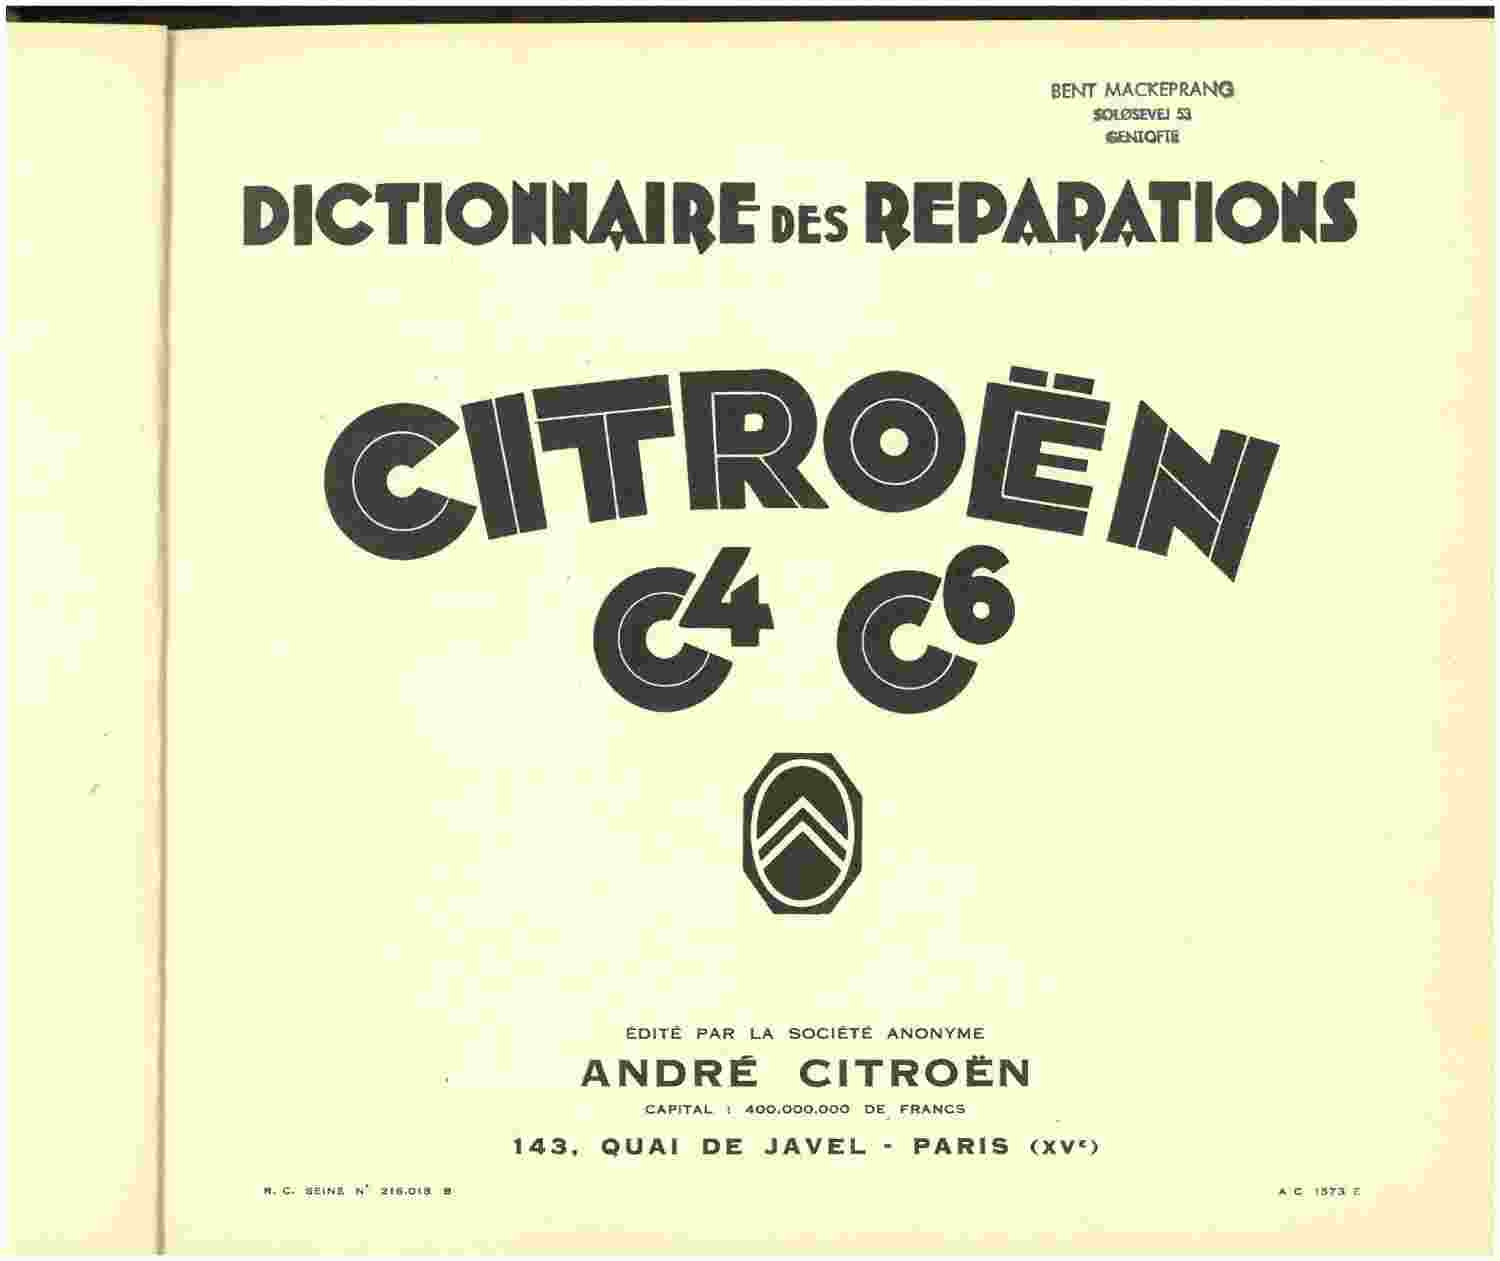 BENT MACKEPRANG
SOLØSEVEJ 53
GENTOFTE
DICTIONNAIRE DES REPARATIONS
CITROËN
C4 C6
ÉDITÉ PAR LA SOCIÉTÉ ANONYME
ANDRÉ CITROËN
CAPITAL : 400.000.000 DE FRANCS
143, QUAI DE JAVEL - PARIS (XVe)
R. C. SEINE N° 216.018 B
A C 1573 E